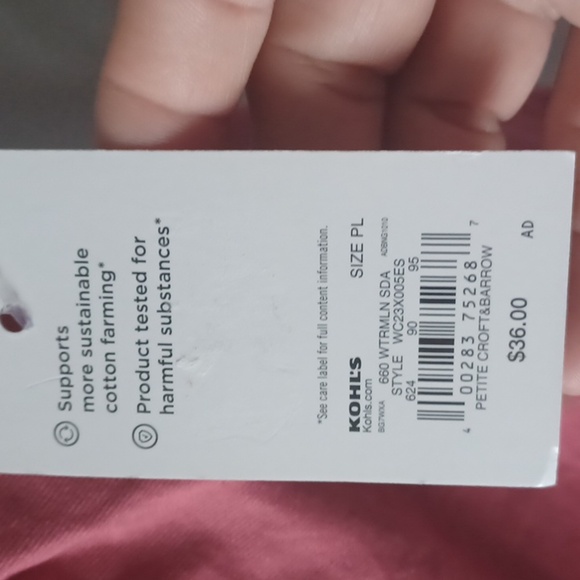 Supports
more sustainable
cotton farming*
Product tested for
harmful substances*
*See care label for full content information.
KOHL'S SIZE PL
Kohls.com
660 WTRMLN SDA
STYLE WC23X005ES
624 90 95
4 00283 75268 7
PETITE CROFT&BARROW
$36.00 AD